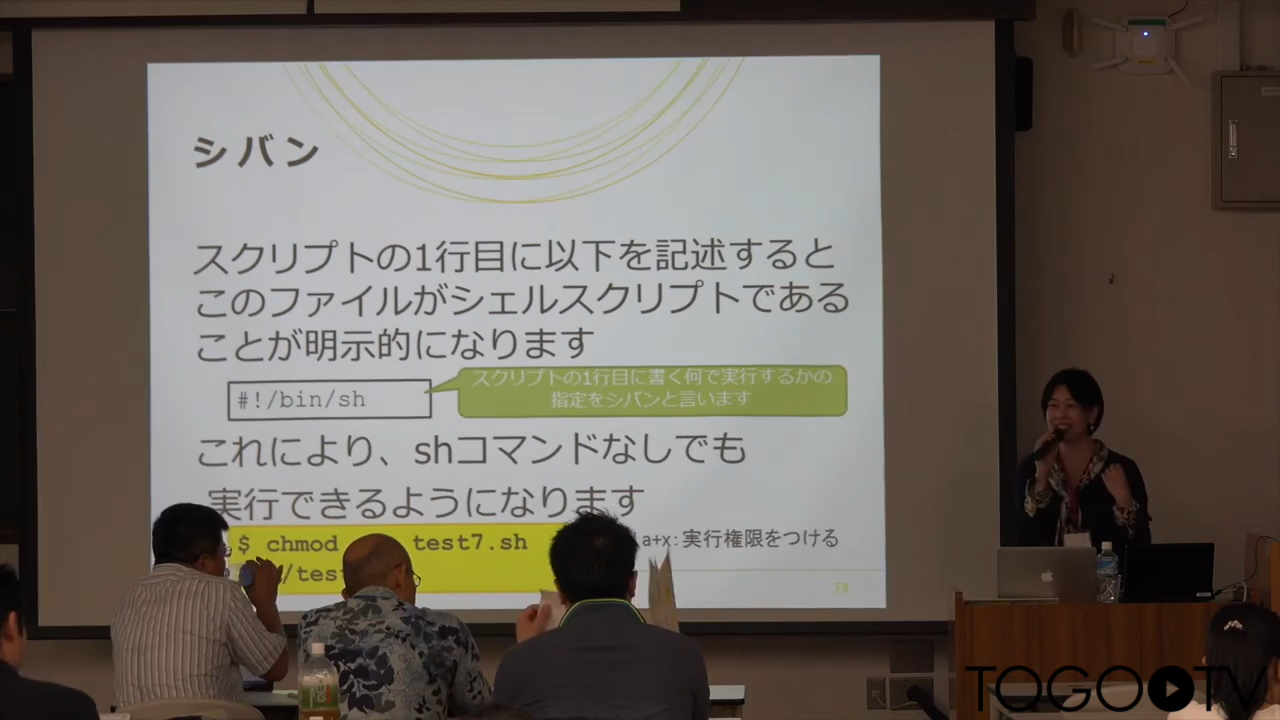 シバン
スクリプトの1行目に以下を記述すると
このファイルがシェルスクリプトである
ことが明示的になります
#!/bin/sh
スクリプトの1行目に書く何で実行するかの
指定をシバンと言います
これにより、shコマンドなしでも
実行できるようになります
$ chmod test7.sh
a+x: 実行権限をつける
73
TOGOTV